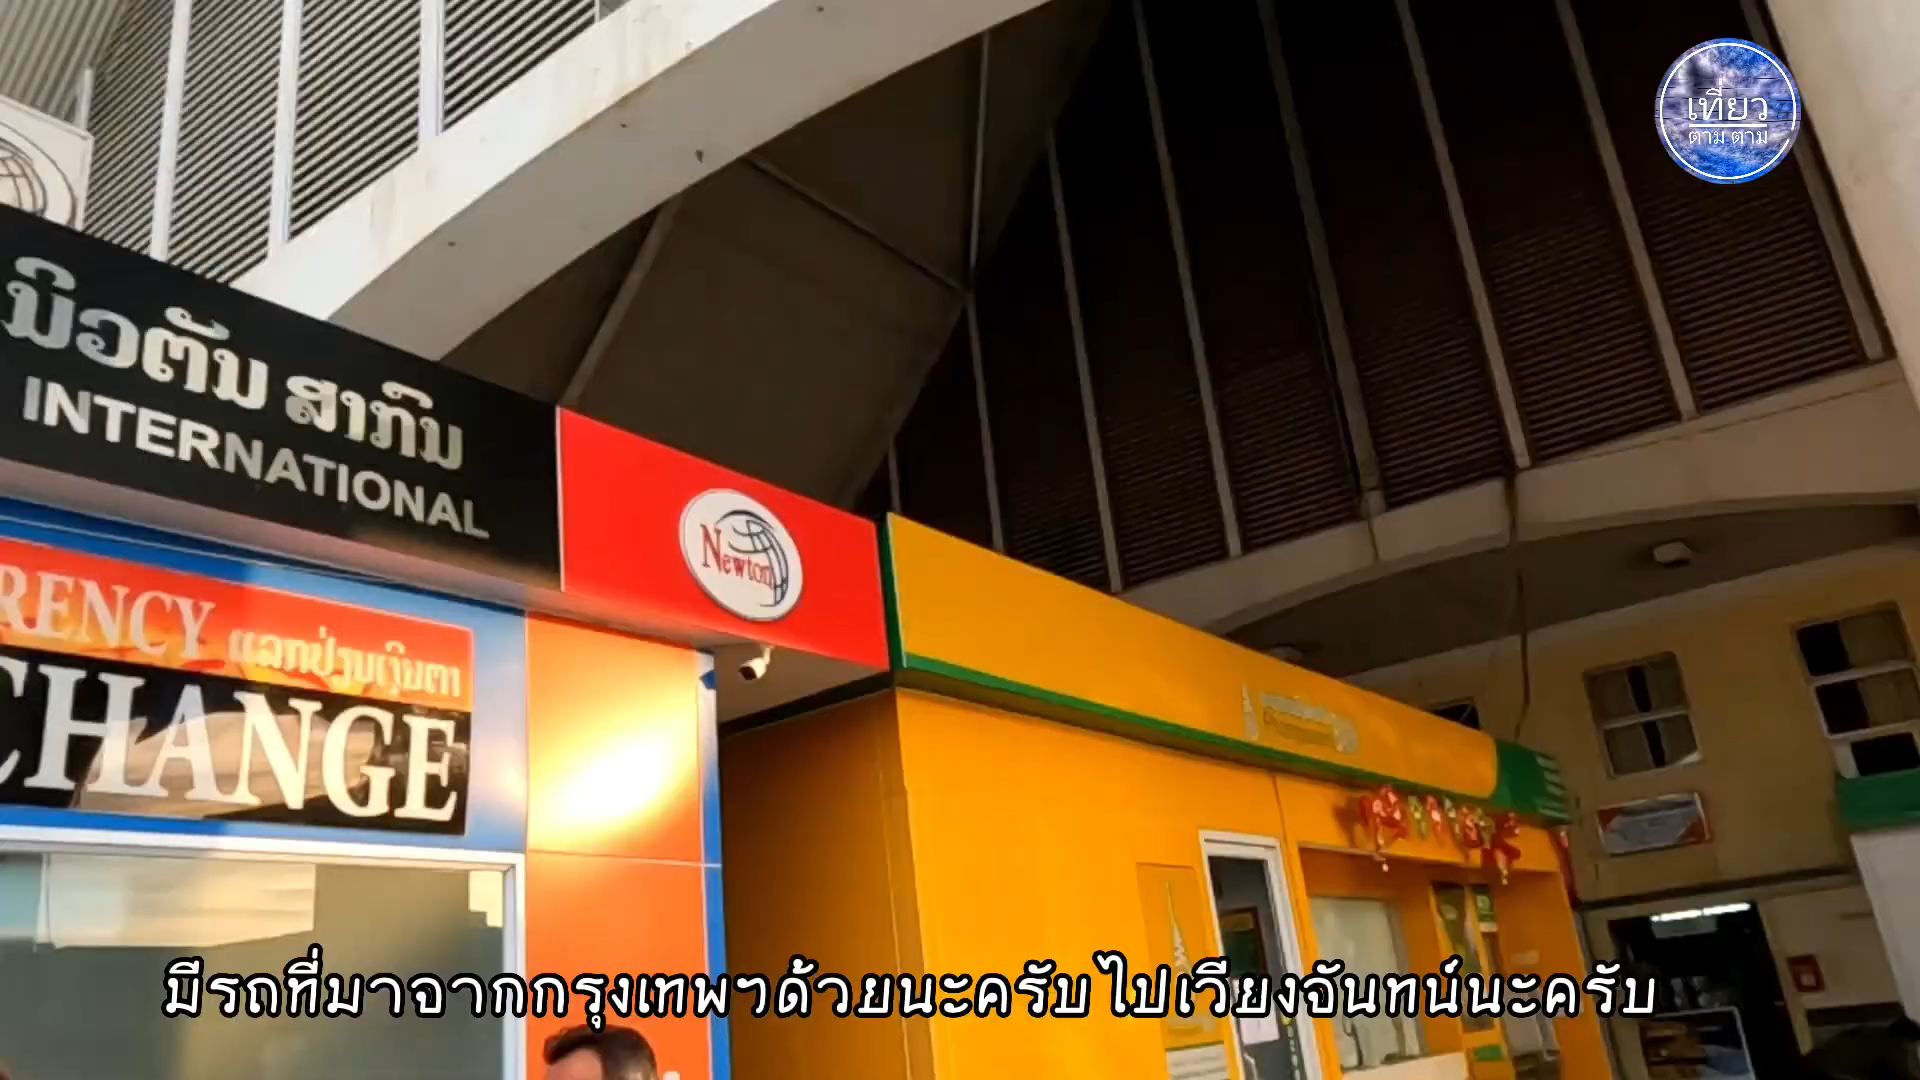 เที่ยว
ตาม ตาม
ນິວຕັນ ສາກົນ
INTERNATIONAL
Newton
RENCY ແລກປ່ຽນເງິນຕາ
CHANGE
มีรถที่มาจากกรุงเทพฯด้วยนะครับ ไปเวียงจันทน์นะครับ